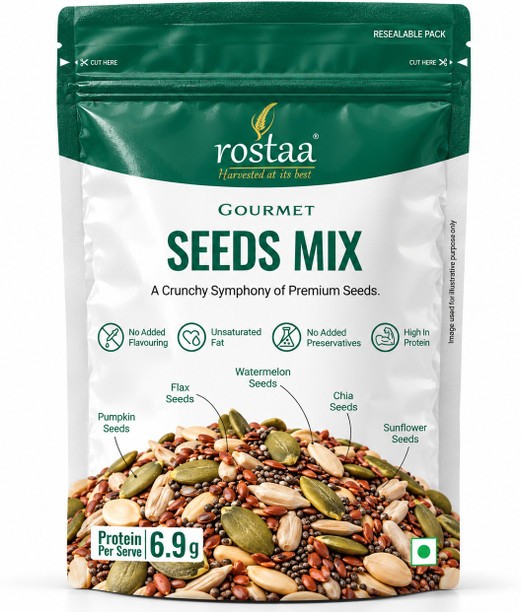 RESEALABLE PACK
CUT HERE
CUT HERE
rostaa®
Harvested at its best
GOURMET
SEEDS MIX
A Crunchy Symphony of Premium Seeds.
No Added
Flavouring
Unsaturated
Fat
No Added
Preservatives
High In
Protein
Image used for illustrative purpose only
Watermelon
Seeds
Flax
Seeds
Chia
Seeds
Pumpkin
Seeds
Sunflower
Seeds
Protein
Per Serve
6.9 g